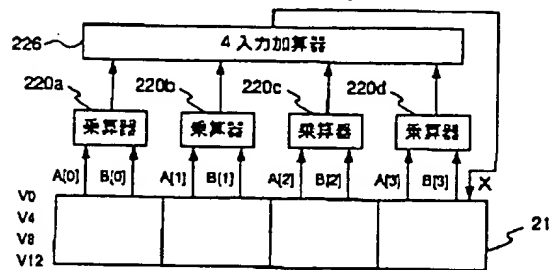 226
4入力加算器
220a
220b
220c
220d
乗算器
乗算器
乗算器
乗算器
A[0]
B[0]
A[1]
B[1]
A[2]
B[2]
A[3]
B[3]
X
V0
V4
V8
V12
21